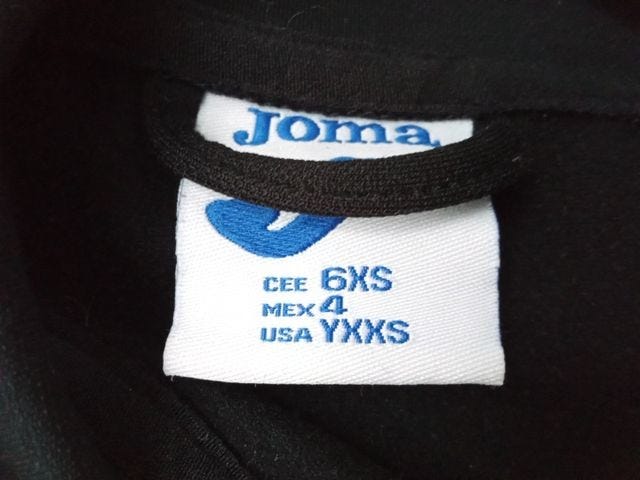 Joma
CEE 6XS
MEX 4
USA YXXS